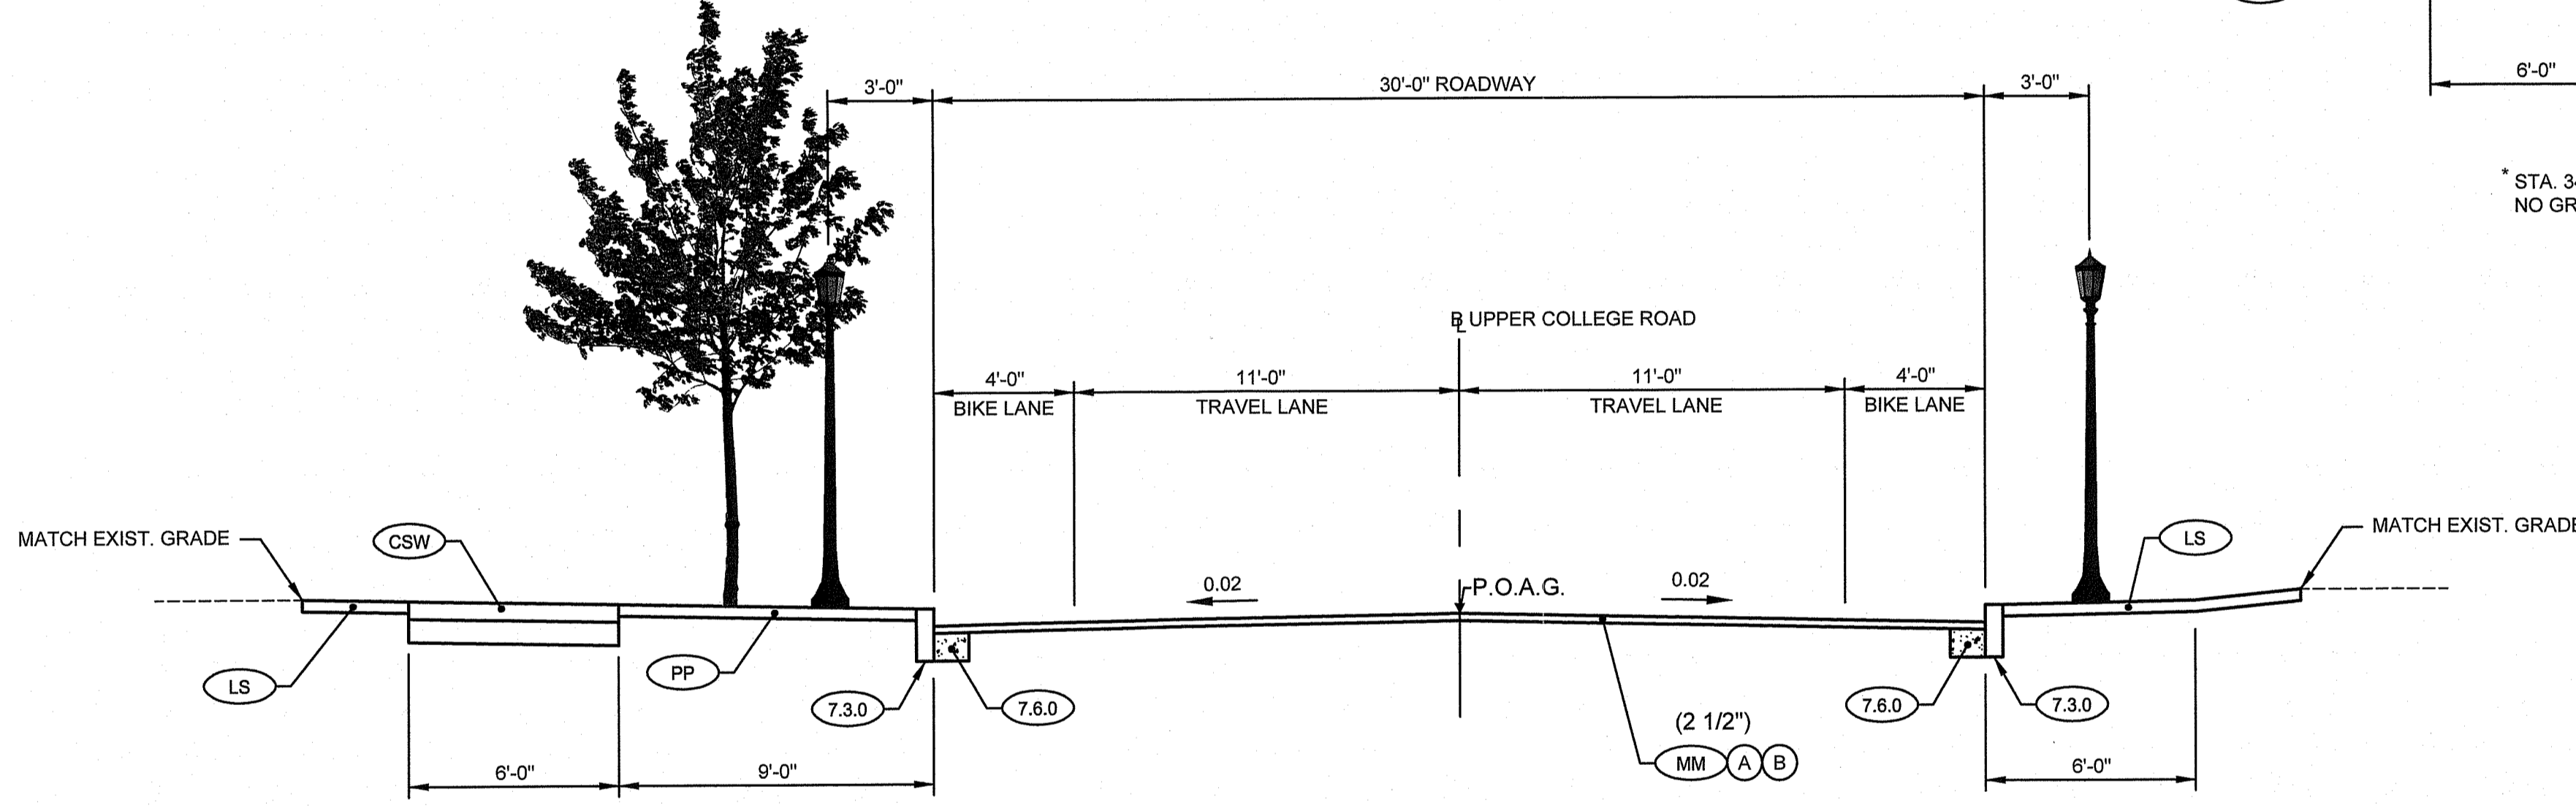 3'-0"
30'-0" ROADWAY
3'-0"
6'-0"
* STA. 34
NO GR
B
L UPPER COLLEGE ROAD
4'-0"
11'-0"
11'-0"
4'-0"
BIKE LANE
TRAVEL LANE
TRAVEL LANE
BIKE LANE
MATCH EXIST. GRADE
CSW
LS
MATCH EXIST. GRADE
0.02
P.O.A.G.
0.02
LS
PP
7.3.0
7.6.0
(2 1/2")
MM A B
7.6.0
7.3.0
6'-0"
9'-0"
6'-0"